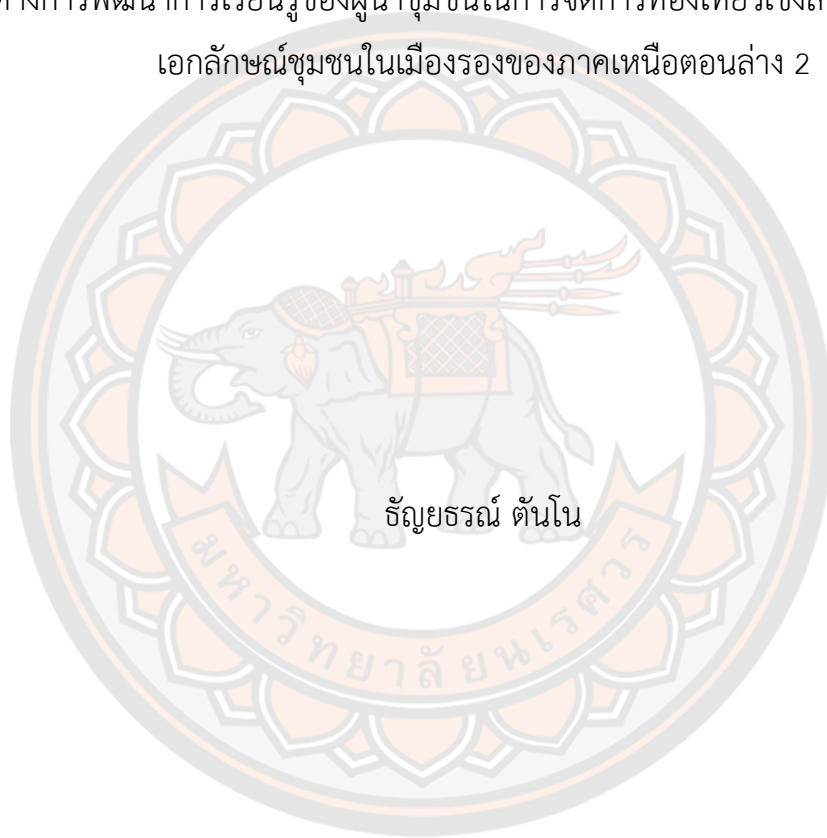 ทางการพัฒนาการเรียนรู้ของผู้นำชุมชนในการจัดการท่องเที่ยวเชิงส
เอกลักษณ์ชุมชนในเมืองรองของภาคเหนือตอนล่าง 2
ธัญยธรณ์ ตันโน
มหาวิทยาลัยนเรศวร